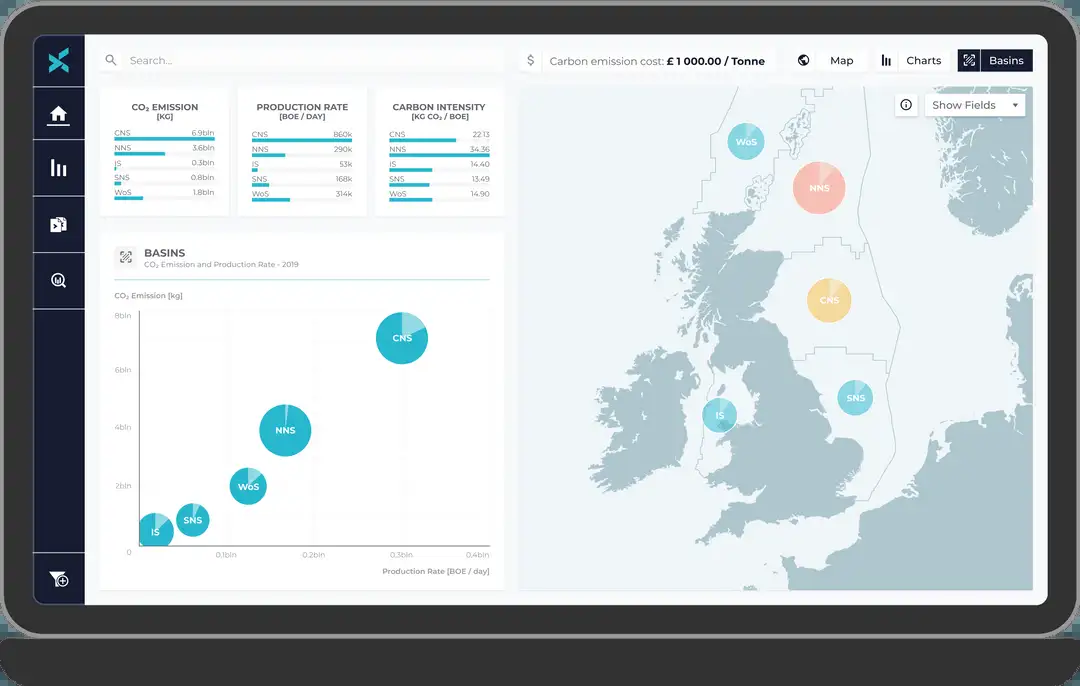 Search...
$ Carbon emission cost: £ 1 000.00 / Tonne
Map
Charts
Basins
CO₂ EMISSION
[KG]
CNS 6.9bln
NNS 3.6bln
IS 0.3bln
SNS 0.8bln
WoS 1.8bln
PRODUCTION RATE
[BOE / DAY]
CNS 860k
NNS 290k
IS 53k
SNS 168k
WoS 314k
CARBON INTENSITY
[KG CO₂ / BOE]
CNS 22.13
NNS 34.36
IS 14.40
SNS 13.49
WoS 14.90
BASINS
CO₂ Emission and Production Rate - 2019
CO₂ Emission [kg]
8bln
6bln
4bln
2bln
0
CNS
NNS
WoS
SNS
IS
0.1bln 0.2bln 0.3bln 0.4bln
Production Rate [BOE / day]
Show Fields
WoS
NNS
CNS
SNS
IS